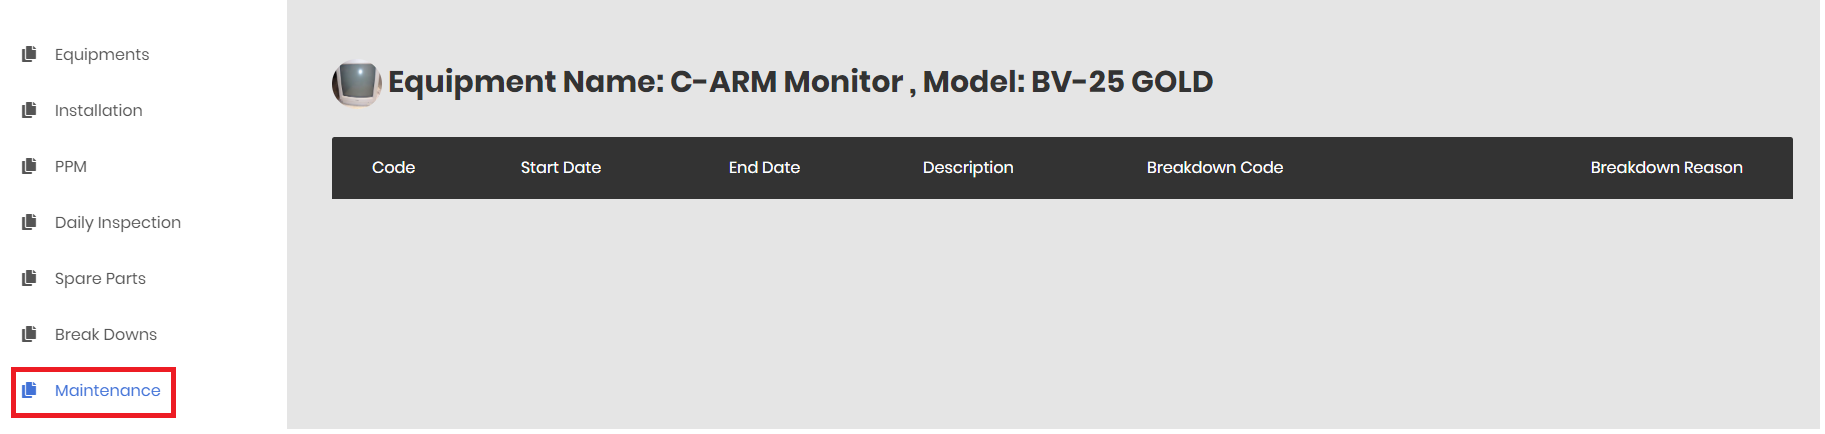 Equipments
Installation
PPM
Daily Inspection
Spare Parts
Break Downs
Maintenance
Equipment Name: C-ARM Monitor , Model: BV-25 GOLD
Code Start Date End Date Description Breakdown Code Breakdown Reason